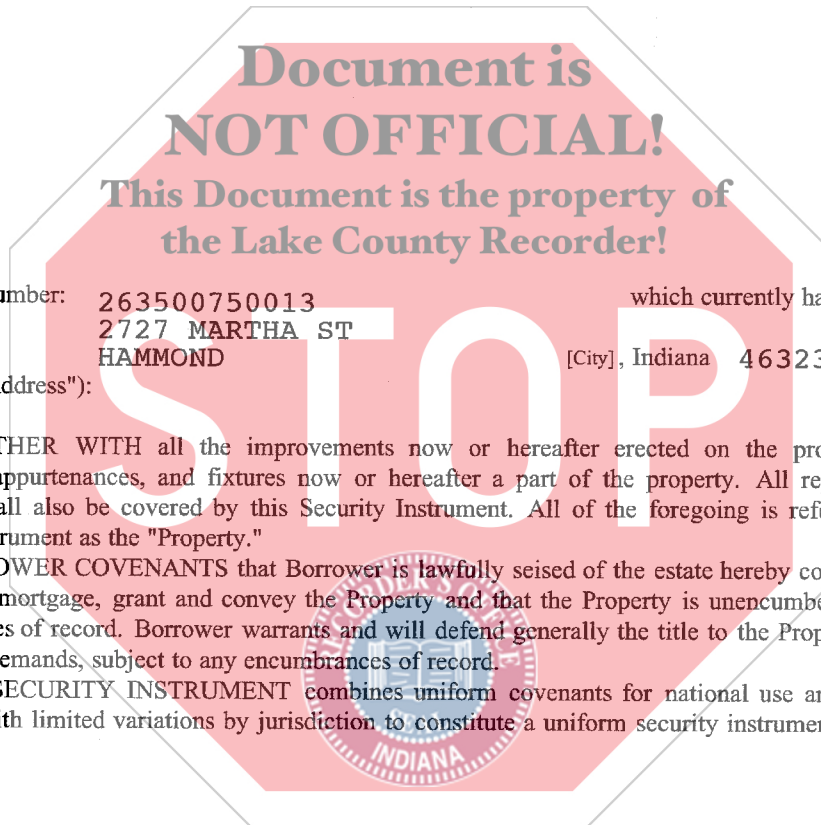 Document is
NOT OFFICIAL!
This Document is the property of
the Lake County Recorder!
STOP
umber: 263500750013 which currently ha
2727 MARTHA ST
HAMMOND [City], Indiana 46323
ddress"):
THER WITH all the improvements now or hereafter erected on the pro
appurtenances, and fixtures now or hereafter a part of the property. All re
all also be covered by this Security Instrument. All of the foregoing is refe
rument as the "Property."
OWER COVENANTS that Borrower is lawfully seised of the estate hereby co
mortgage, grant and convey the Property and that the Property is unencumbe
es of record. Borrower warrants and will defend generally the title to the Prop
emands, subject to any encumbrances of record.
SECURITY INSTRUMENT combines uniform covenants for national use an
ith limited variations by jurisdiction to constitute a uniform security instrumen
RECORDER'S OFFICE
SEAL
INDIANA